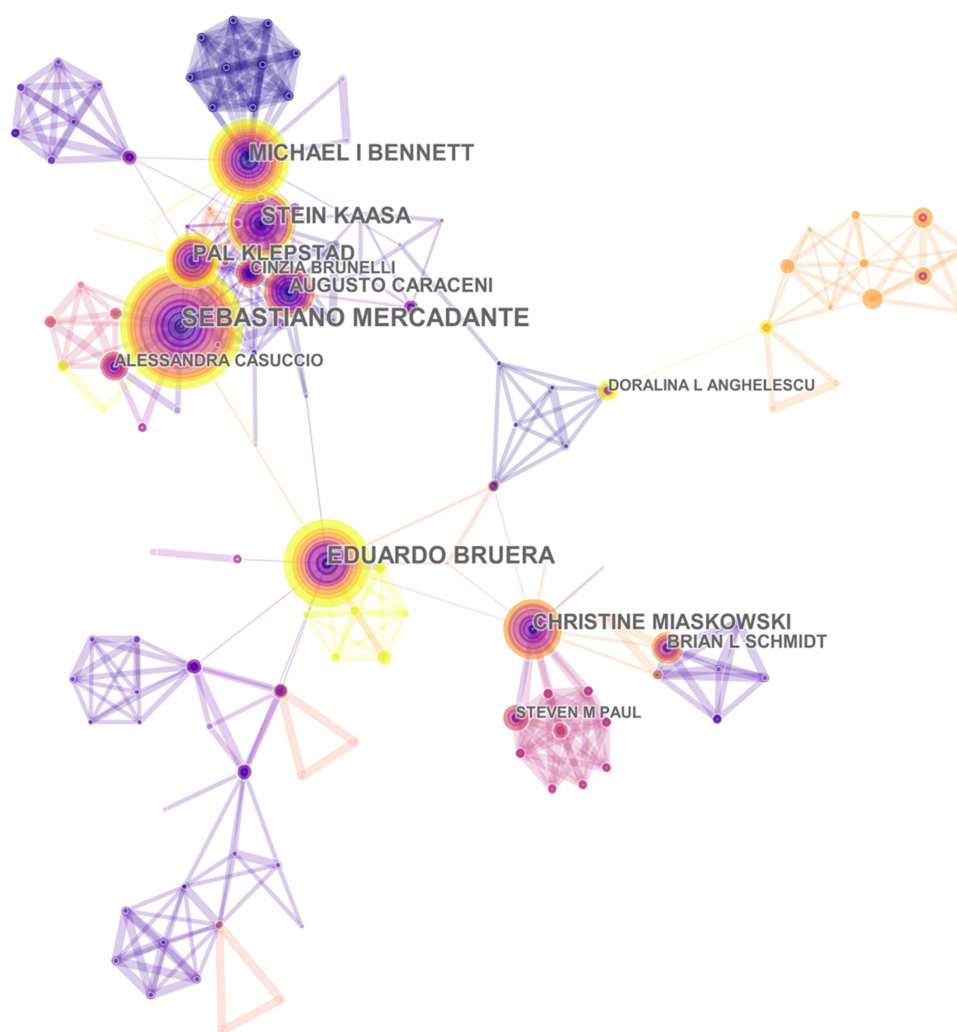 MICHAEL I BENNETT
STEIN KAASA
PAL KLEPSTAD
CINZIA BRUNELLI
AUGUSTO CARACENI
SEBASTIANO MERCADANTE
ALESSANDRA CASUCCIO
DORALINA L ANGHELESCU
EDUARDO BRUERA
CHRISTINE MIASKOWSKI
BRIAN L SCHMIDT
STEVEN M PAUL